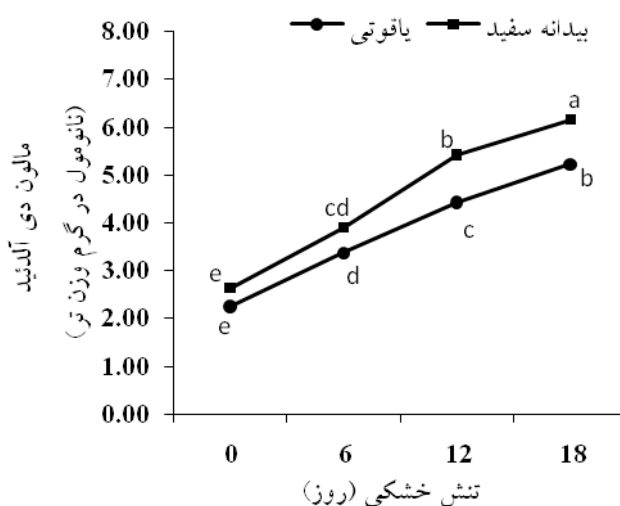 یاقوتی بیدانه سفید
مالون دی آلدئید
(نانومول در گرم وزن تر)
8.00
7.00
6.00
5.00
4.00
3.00
2.00
1.00
0.00
e cd b a
e d c b
0 6 12 18
تنش خشکی (روز)